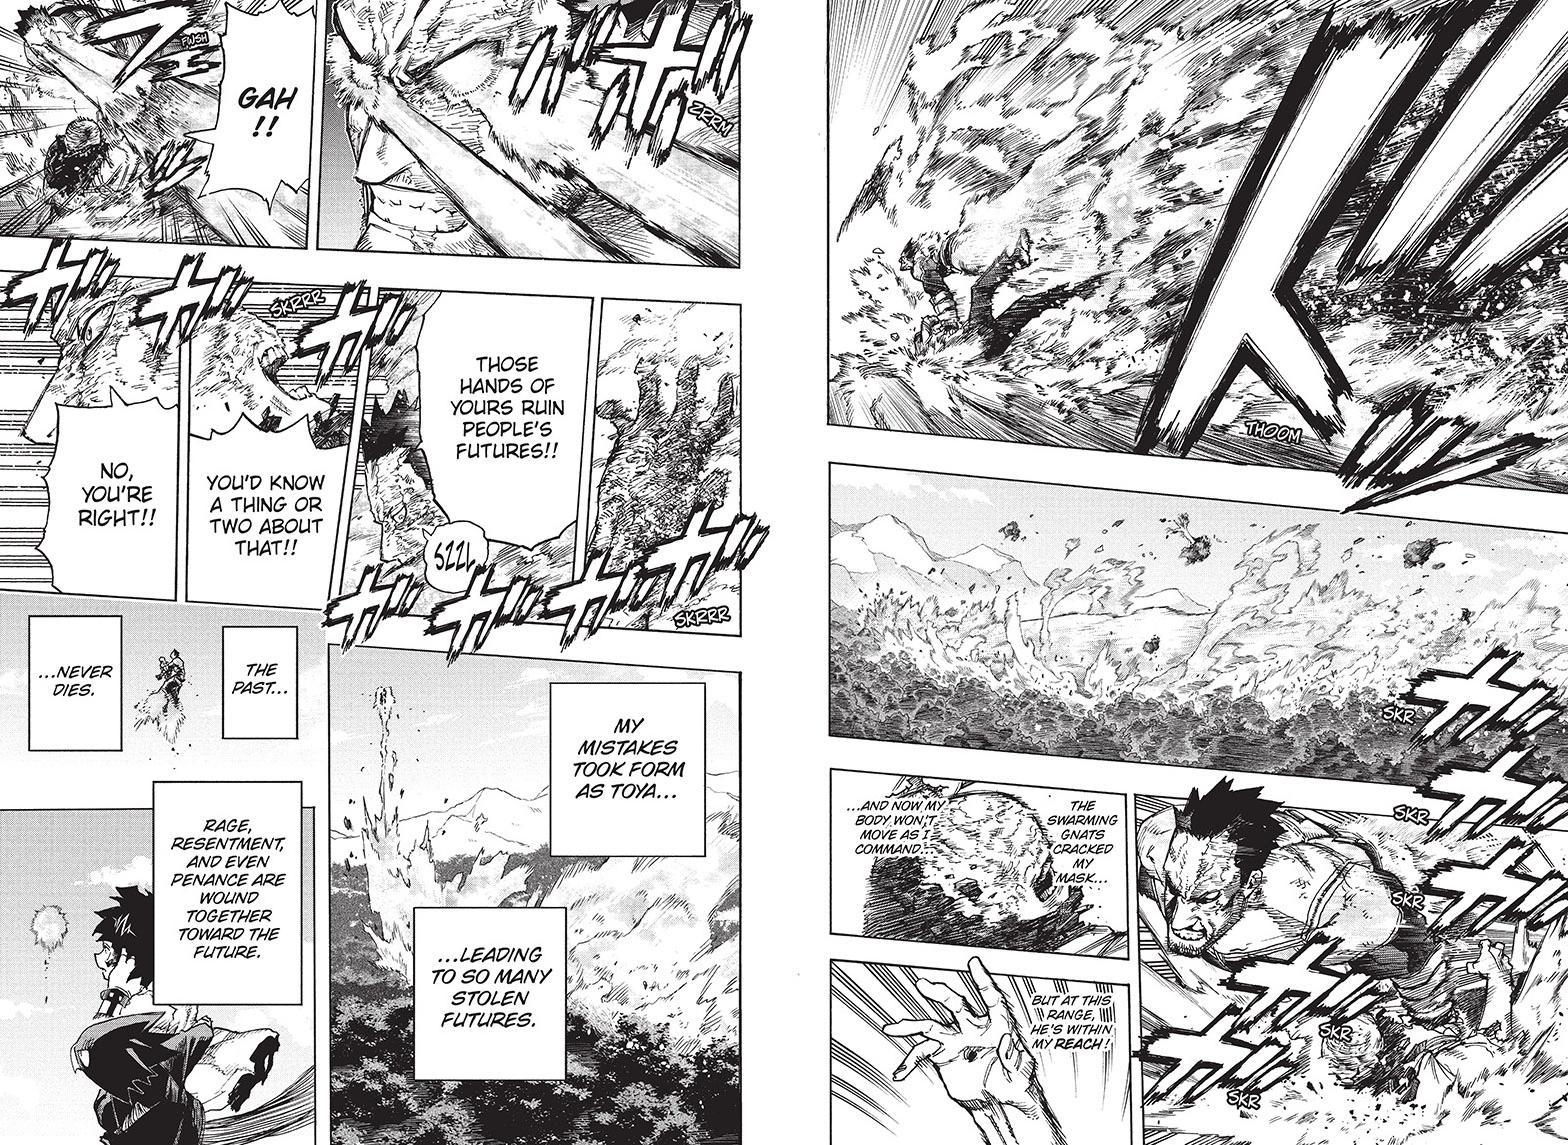 THOOM
SKR
SKR
SKR
SKR
SKR
SKR
THE
SWARMING
GNATS
CRACKED
MY
MASK...
...AND NOW MY
BODY WON'T
MOVE AS I
COMMAND...
BUT AT THIS
RANGE,
HE'S WITHIN
MY REACH!
ZRRM
FWSH
GAH
!!
THOSE
HANDS OF
YOURS RUIN
PEOPLE'S
FUTURES!!
SZZL
SKRRR
SKRRR
YOU'D KNOW
A THING OR
TWO ABOUT
THAT!!
NO,
YOU'RE
RIGHT!!
MY
MISTAKES
TOOK FORM
AS TOYA...
...LEADING
TO SO MANY
STOLEN
FUTURES.
THE
PAST...
...NEVER
DIES.
RAGE,
RESENTMENT,
AND EVEN
PENANCE ARE
WOUND
TOGETHER
TOWARD THE
FUTURE.